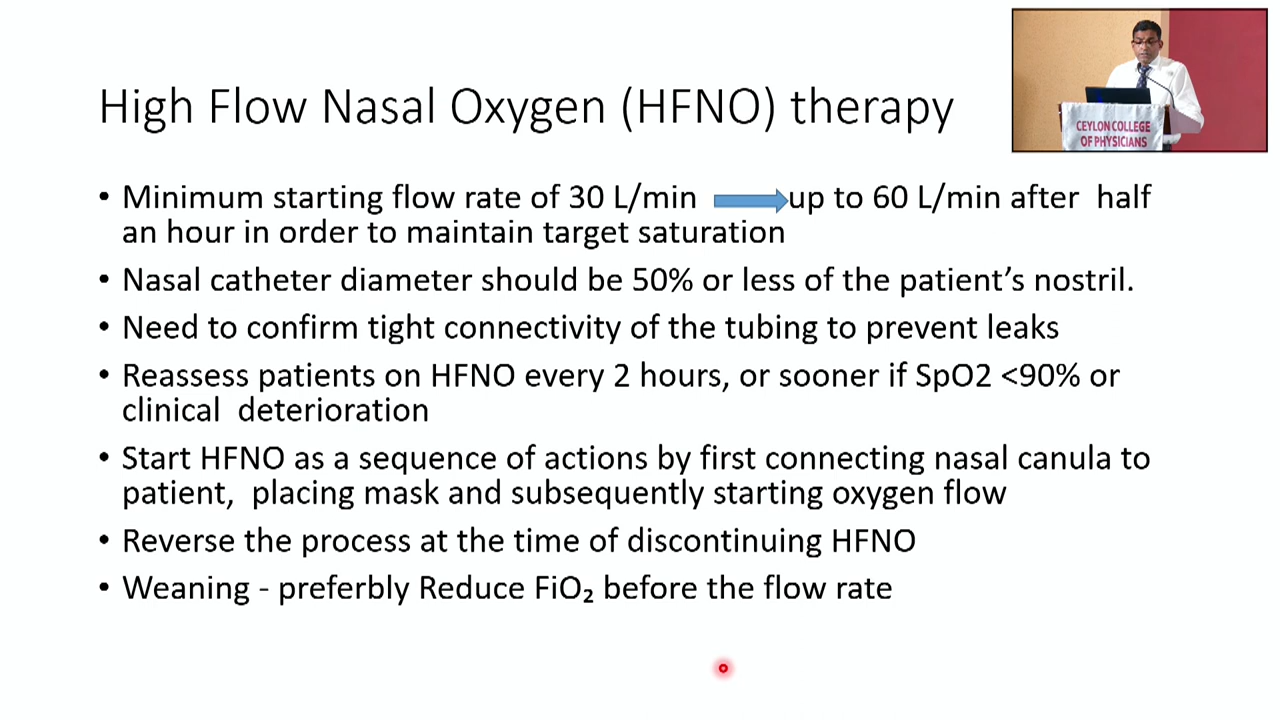 High Flow Nasal Oxygen (HFNO) therapy
CEYLON COLLEGE
OF PHYSICIANS
• Minimum starting flow rate of 30 L/min up to 60 L/min after half
an hour in order to maintain target saturation
• Nasal catheter diameter should be 50% or less of the patient’s nostril.
• Need to confirm tight connectivity of the tubing to prevent leaks
• Reassess patients on HFNO every 2 hours, or sooner if SpO2 <90% or
clinical deterioration
• Start HFNO as a sequence of actions by first connecting nasal canula to
patient, placing mask and subsequently starting oxygen flow
• Reverse the process at the time of discontinuing HFNO
• Weaning - preferbly Reduce FiO₂ before the flow rate